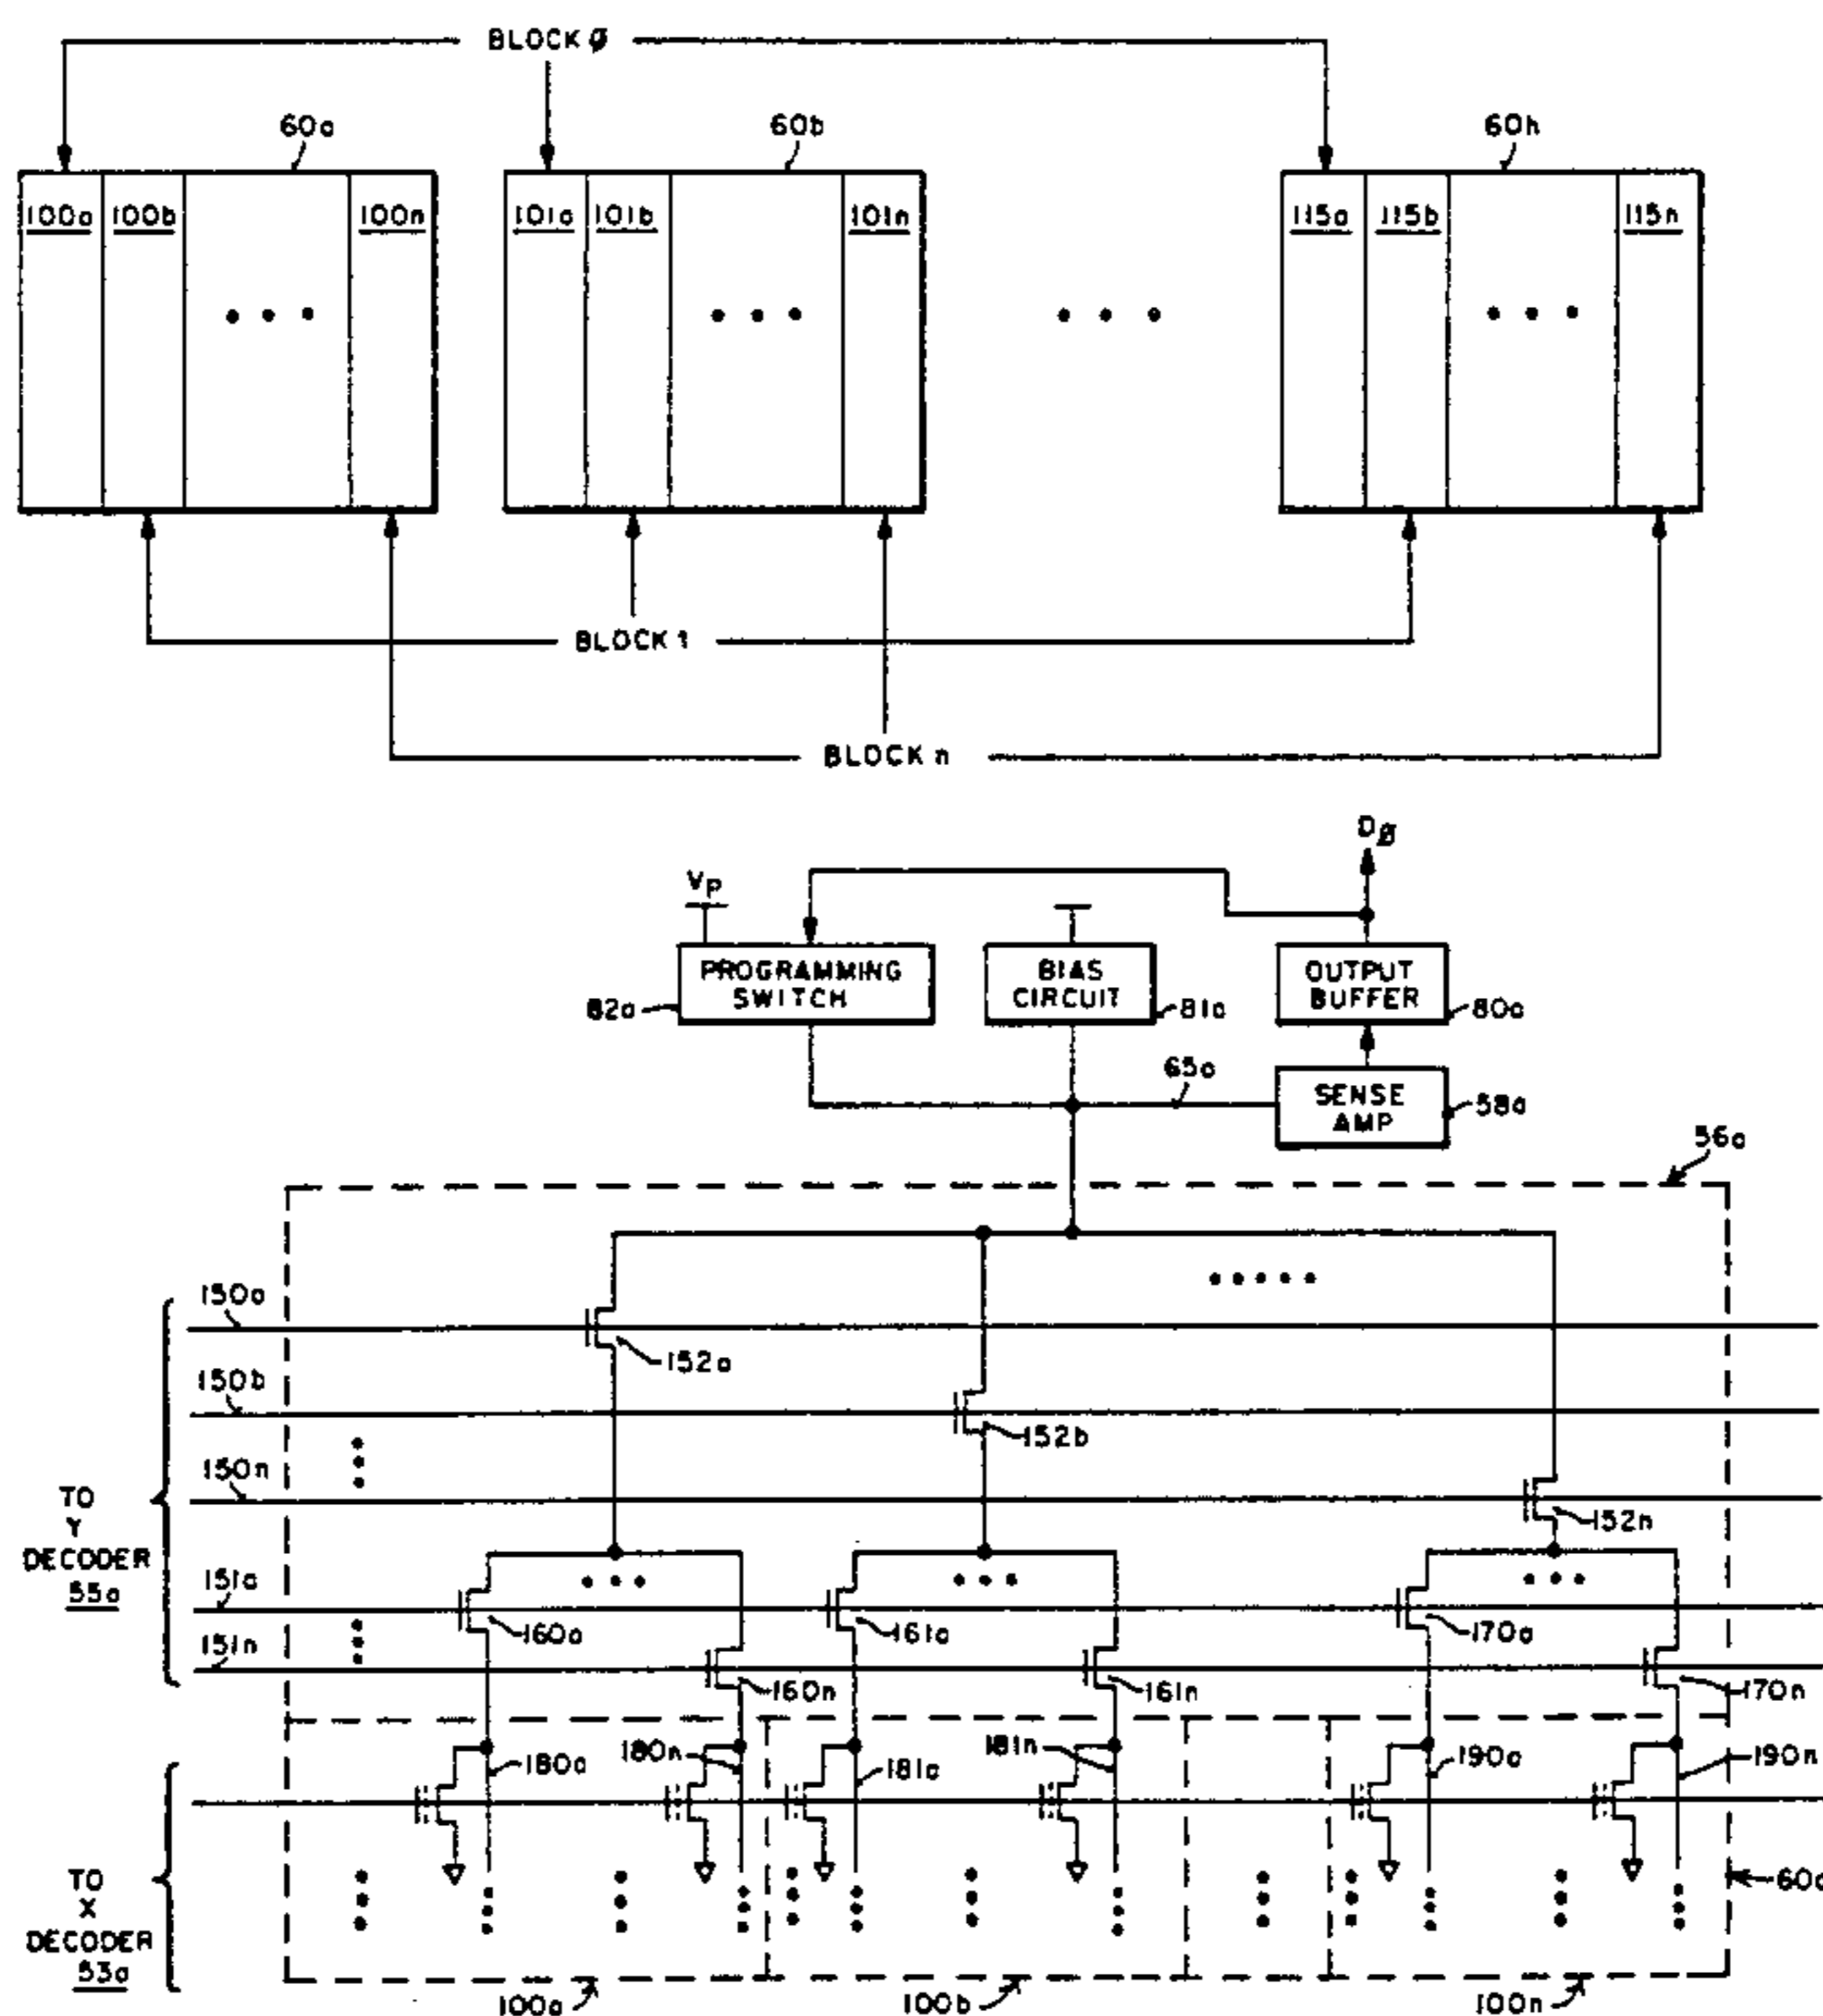 BLOCK Ø
60a 60b 60h
100a 100b 100n 101a 101b 101n 115a 115b 115n
BLOCK 1
BLOCK n
DØ
VP
PROGRAMMING SWITCH
82a
BIAS CIRCUIT
81a
OUTPUT BUFFER
80a
65a
SENSE AMP
58a
56a
150a
152a
150b
152b
150n
152n
TO Y DECODER 55a
151a
160a 161a 170a
151n
160n 161n 170n
180a 180n 181a 181n 190a 190n
TO X DECODER 53a
60a
100a 100b 100n